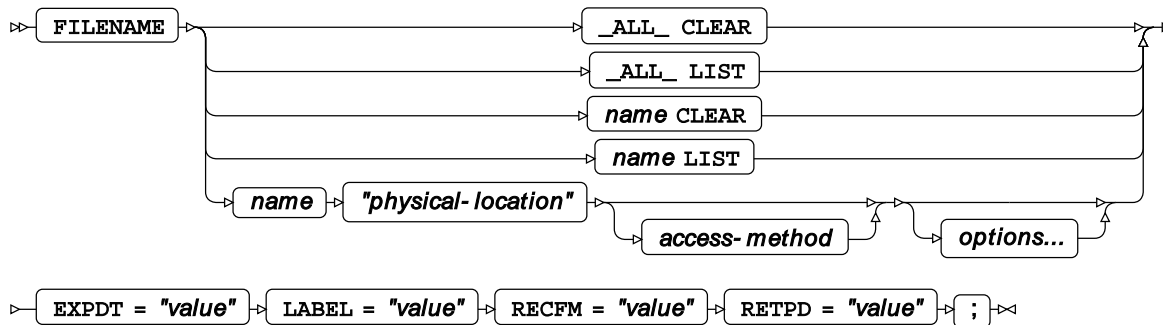 FILENAME _ALL_ CLEAR
_ALL_ LIST
name CLEAR
name LIST
name "physical-location"
access-method options...
EXPDT = "value" LABEL = "value" RECFM = "value" RETPD = "value" ;